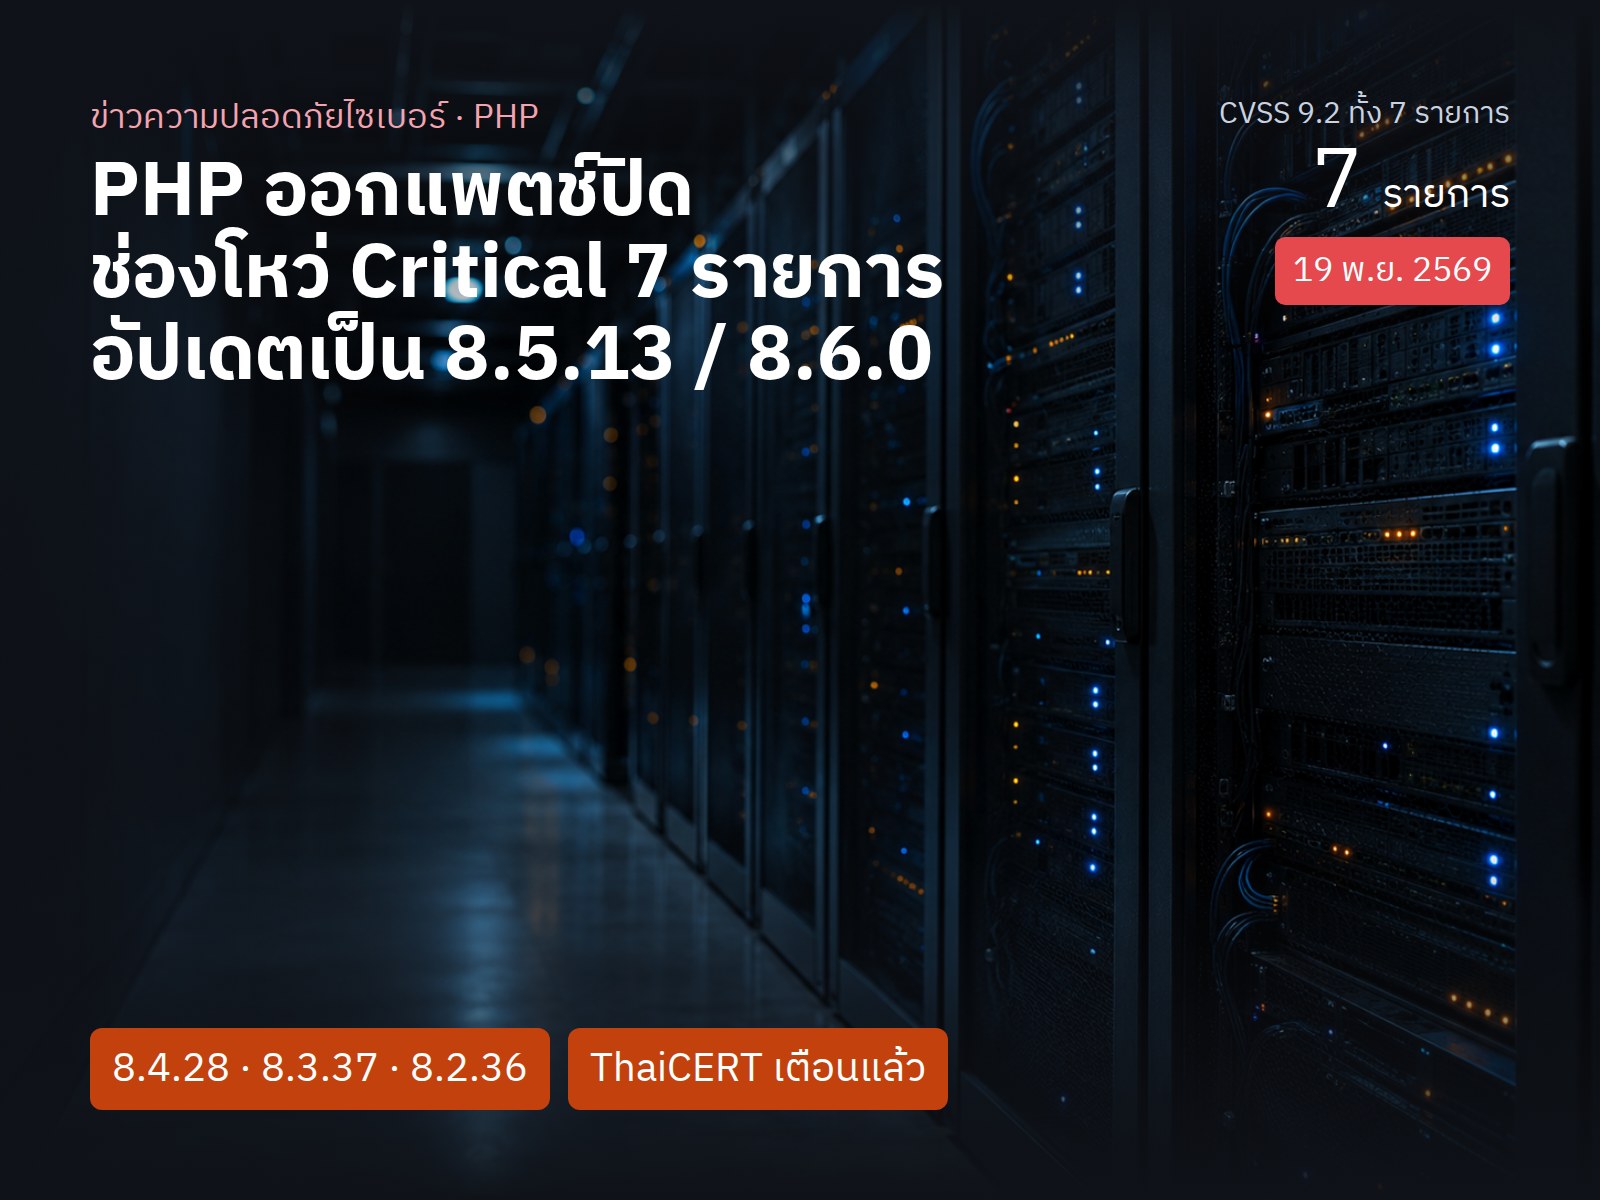 ข่าวความปลอดภัยไซเบอร์ · PHP
PHP ออกแพตช์ปิด
ช่องโหว่ Critical 7 รายการ
อัปเดตเป็น 8.5.13 / 8.6.0
CVSS 9.2 ทั้ง 7 รายการ
7 รายการ
19 พ.ย. 2569
8.4.28 · 8.3.37 · 8.2.36
ThaiCERT เตือนแล้ว